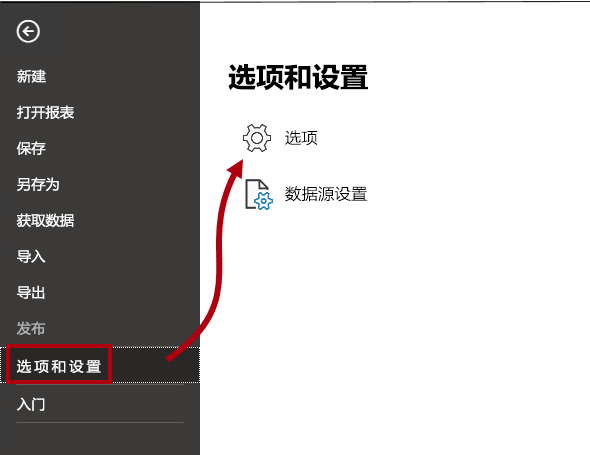 新建
打开报表
保存
另存为
获取数据
导入
导出
发布
选项和设置
入门
选项和设置
选项
数据源设置